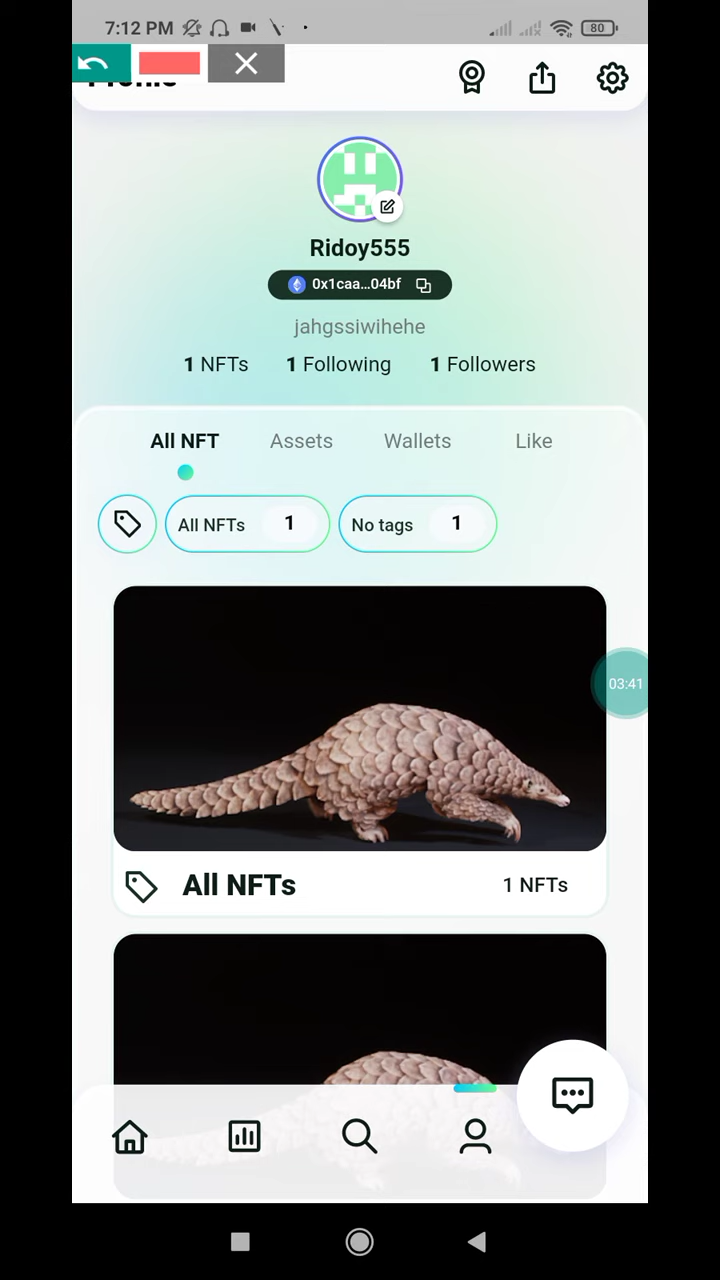 7:12 PM
80
Profile
Ridoy555
0x1caa...04bf
jahgssiwihehe
1 NFTs 1 Following 1 Followers
All NFT Assets Wallets Like
All NFTs 1 No tags 1
03:41
All NFTs 1 NFTs